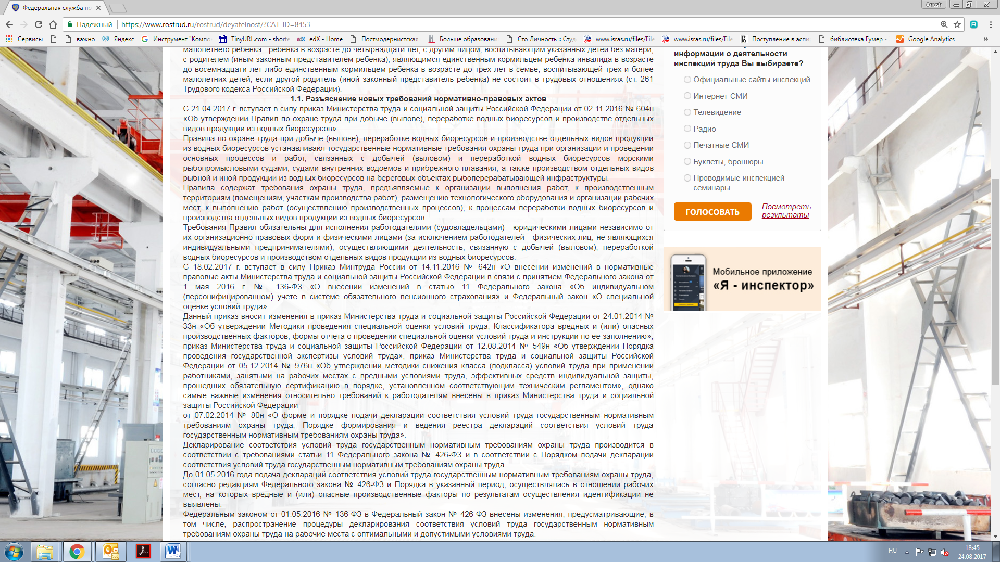 Федеральная служба по
Anush
Надежный
https://www.rostrud.ru/rostrud/deyatelnost/?CAT_ID=8453
Сервисы
важно
Яндекс
Инструмент "Компо
TinyURL.com - shorte
edX - Home
Постмодернистская
Больше образовани
Сто Личность :: Студ
www.isras.ru/files/File
www.isras.ru/files/File
Поступление в аспи
библиотека Гумер -
Google Analytics
»
малолетнего ребенка - ребенка в возрасте до четырнадцати лет, с другим лицом, воспитывающим указанных детей без матери,
с родителем (иным законным представителем ребенка), являющимся единственным кормильцем ребенка-инвалида в возрасте
до восемнадцати лет либо единственным кормильцем ребенка в возрасте до трех лет в семье, воспитывающей трех и более
малолетних детей, если другой родитель (иной законный представитель ребенка) не состоит в трудовых отношениях (ст. 261
Трудового кодекса Российской Федерации).
1.1. Разъяснение новых требований нормативно-правовых актов
С 21.04.2017 г. вступает в силу приказ Министерства труда и социальной защиты Российской Федерации от 02.11.2016 № 604н
«Об утверждении Правил по охране труда при добыче (вылове), переработке водных биоресурсов и производстве отдельных
видов продукции из водных биоресурсов».
Правила по охране труда при добыче (вылове), переработке водных биоресурсов и производстве отдельных видов продукции
из водных биоресурсов устанавливают государственные нормативные требования охраны труда при организации и проведении
основных процессов и работ, связанных с добычей (выловом) и переработкой водных биоресурсов морскими
рыбопромысловыми судами, судами внутренних водоемов и прибрежного плавания, а также производством отдельных видов
рыбной и иной продукции из водных биоресурсов на береговых объектах рыбоперерабатывающей инфраструктуры.
Правила содержат требования охраны труда, предъявляемые к организации выполнения работ, к производственным
территориям (помещениям, участкам производства работ), размещению технологического оборудования и организации рабочих
мест, к выполнению работ (осуществлению производственных процессов), к процессам переработки водных биоресурсов и
производства отдельных видов продукции из водных биоресурсов.
Требования Правил обязательны для исполнения работодателями (судовладельцами) - юридическими лицами независимо от
их организационно-правовых форм и физическими лицами (за исключением работодателей - физических лиц, не являющихся
индивидуальными предпринимателями), осуществляющими деятельность, связанную с добычей (выловом), переработкой
водных биоресурсов и производством отдельных видов продукции из водных биоресурсов.
С 18.02.2017 г. вступает в силу Приказ Минтруда России от 14.11.2016 № 642н «О внесении изменений в нормативные
правовые акты Министерства труда и социальной защиты Российской Федерации в связи с принятием Федерального закона от
1 мая 2016 г. № 136-ФЗ «О внесении изменений в статью 11 Федерального закона «Об индивидуальном
(персонифицированном) учете в системе обязательного пенсионного страхования» и Федеральный закон «О специальной
оценке условий труда».
Данный приказ вносит изменения в приказ Министерства труда и социальной защиты Российской Федерации от 24.01.2014 №
33н «Об утверждении Методики проведения специальной оценки условий труда, Классификатора вредных и (или) опасных
производственных факторов, формы отчета о проведении специальной оценки условий труда и инструкции по ее заполнению»,
приказ Министерства труда и социальной защиты Российской Федерации от 12.08.2014 № 549н «Об утверждении Порядка
проведения государственной экспертизы условий труда», приказ Министерства труда и социальной защиты Российской
Федерации от 05.12.2014 № 976н «Об утверждении методики снижения класса (подкласса) условий труда при применении
работниками, занятыми на рабочих местах с вредными условиями труда, эффективных средств индивидуальной защиты,
прошедших обязательную сертификацию в порядке, установленном соответствующим техническим регламентом», однако
самые важные изменения относительно требований к работодателям внесены в приказ Министерства труда и социальной
защиты Российской Федерации
от 07.02.2014 № 80н «О форме и порядке подачи декларации соответствия условий труда государственным нормативным
требованиям охраны труда, Порядке формирования и ведения реестра деклараций соответствия условий труда
государственным нормативным требованиям охраны труда».
Декларирование соответствия условий труда государственным нормативным требованиям охраны труда производится в
соответствии с требованиями статьи 11 Федерального закона № 426-ФЗ и в соответствии с Порядком подачи декларации
соответствия условий труда государственным нормативным требованиям охраны труда.
До 01.05.2016 года подача деклараций соответствия условий труда государственным нормативным требованиям охраны труда,
согласно редакциям Федерального закона № 426-ФЗ и Порядка в указанный период, осуществлялась в отношении рабочих
мест, на которых вредные и (или) опасные производственные факторы по результатам осуществления идентификации не
выявлены.
Федеральным законом от 01.05.2016 № 136-ФЗ в Федеральный закон № 426-ФЗ внесены изменения, предусматривающие, в
том числе, распространение процедуры декларирования соответствия условий труда государственным нормативным
требованиям охраны труда на рабочие места с оптимальными и допустимыми условиями труда.
информации о деятельности
инспекций труда Вы выбираете?
Официальные сайты инспекций
Интернет-СМИ
Телевидение
Радио
Печатные СМИ
Буклеты, брошюры
Проводимые инспекцией
семинары
ГОЛОСОВАТЬ
Посмотреть
результаты
Мобильное приложение
«Я - инспектор»
RU
18:45
24.08.2017